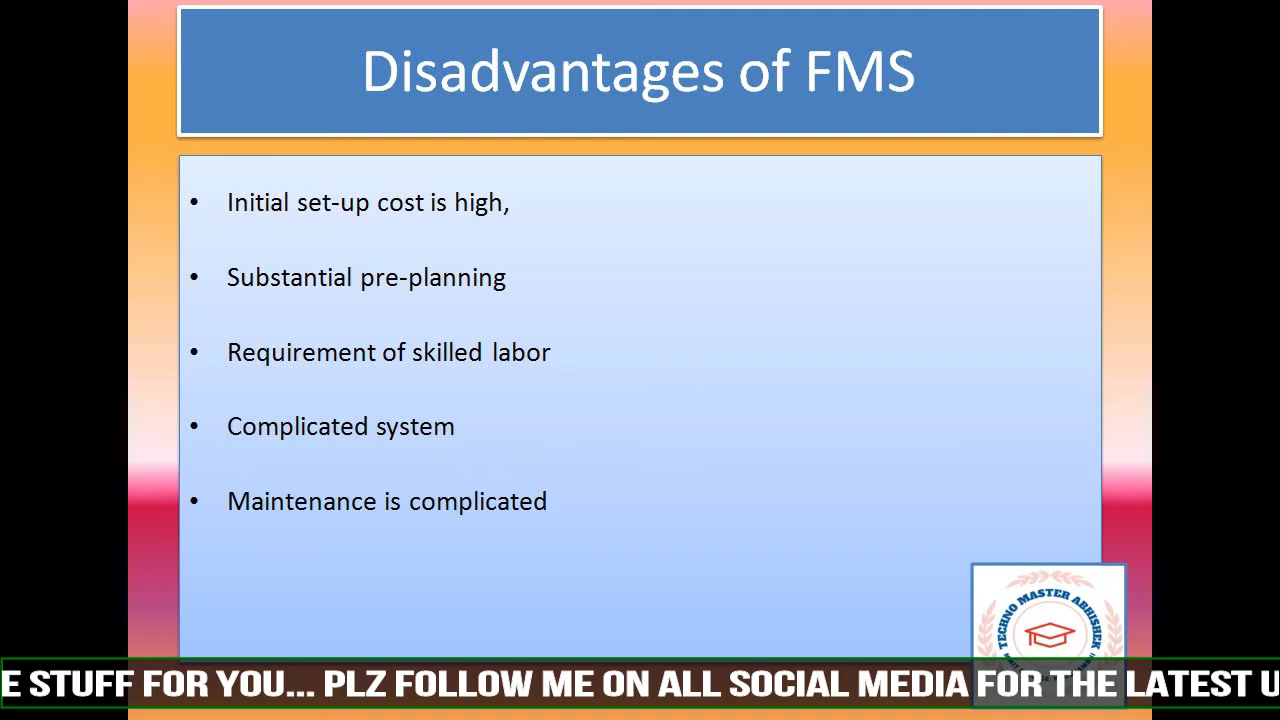 Disadvantages of FMS
• Initial set-up cost is high,
• Substantial pre-planning
• Requirement of skilled labor
• Complicated system
• Maintenance is complicated
TECHNO MASTER ABHISHEK
E STUFF FOR YOU... PLZ FOLLOW ME ON ALL SOCIAL MEDIA FOR THE LATEST U